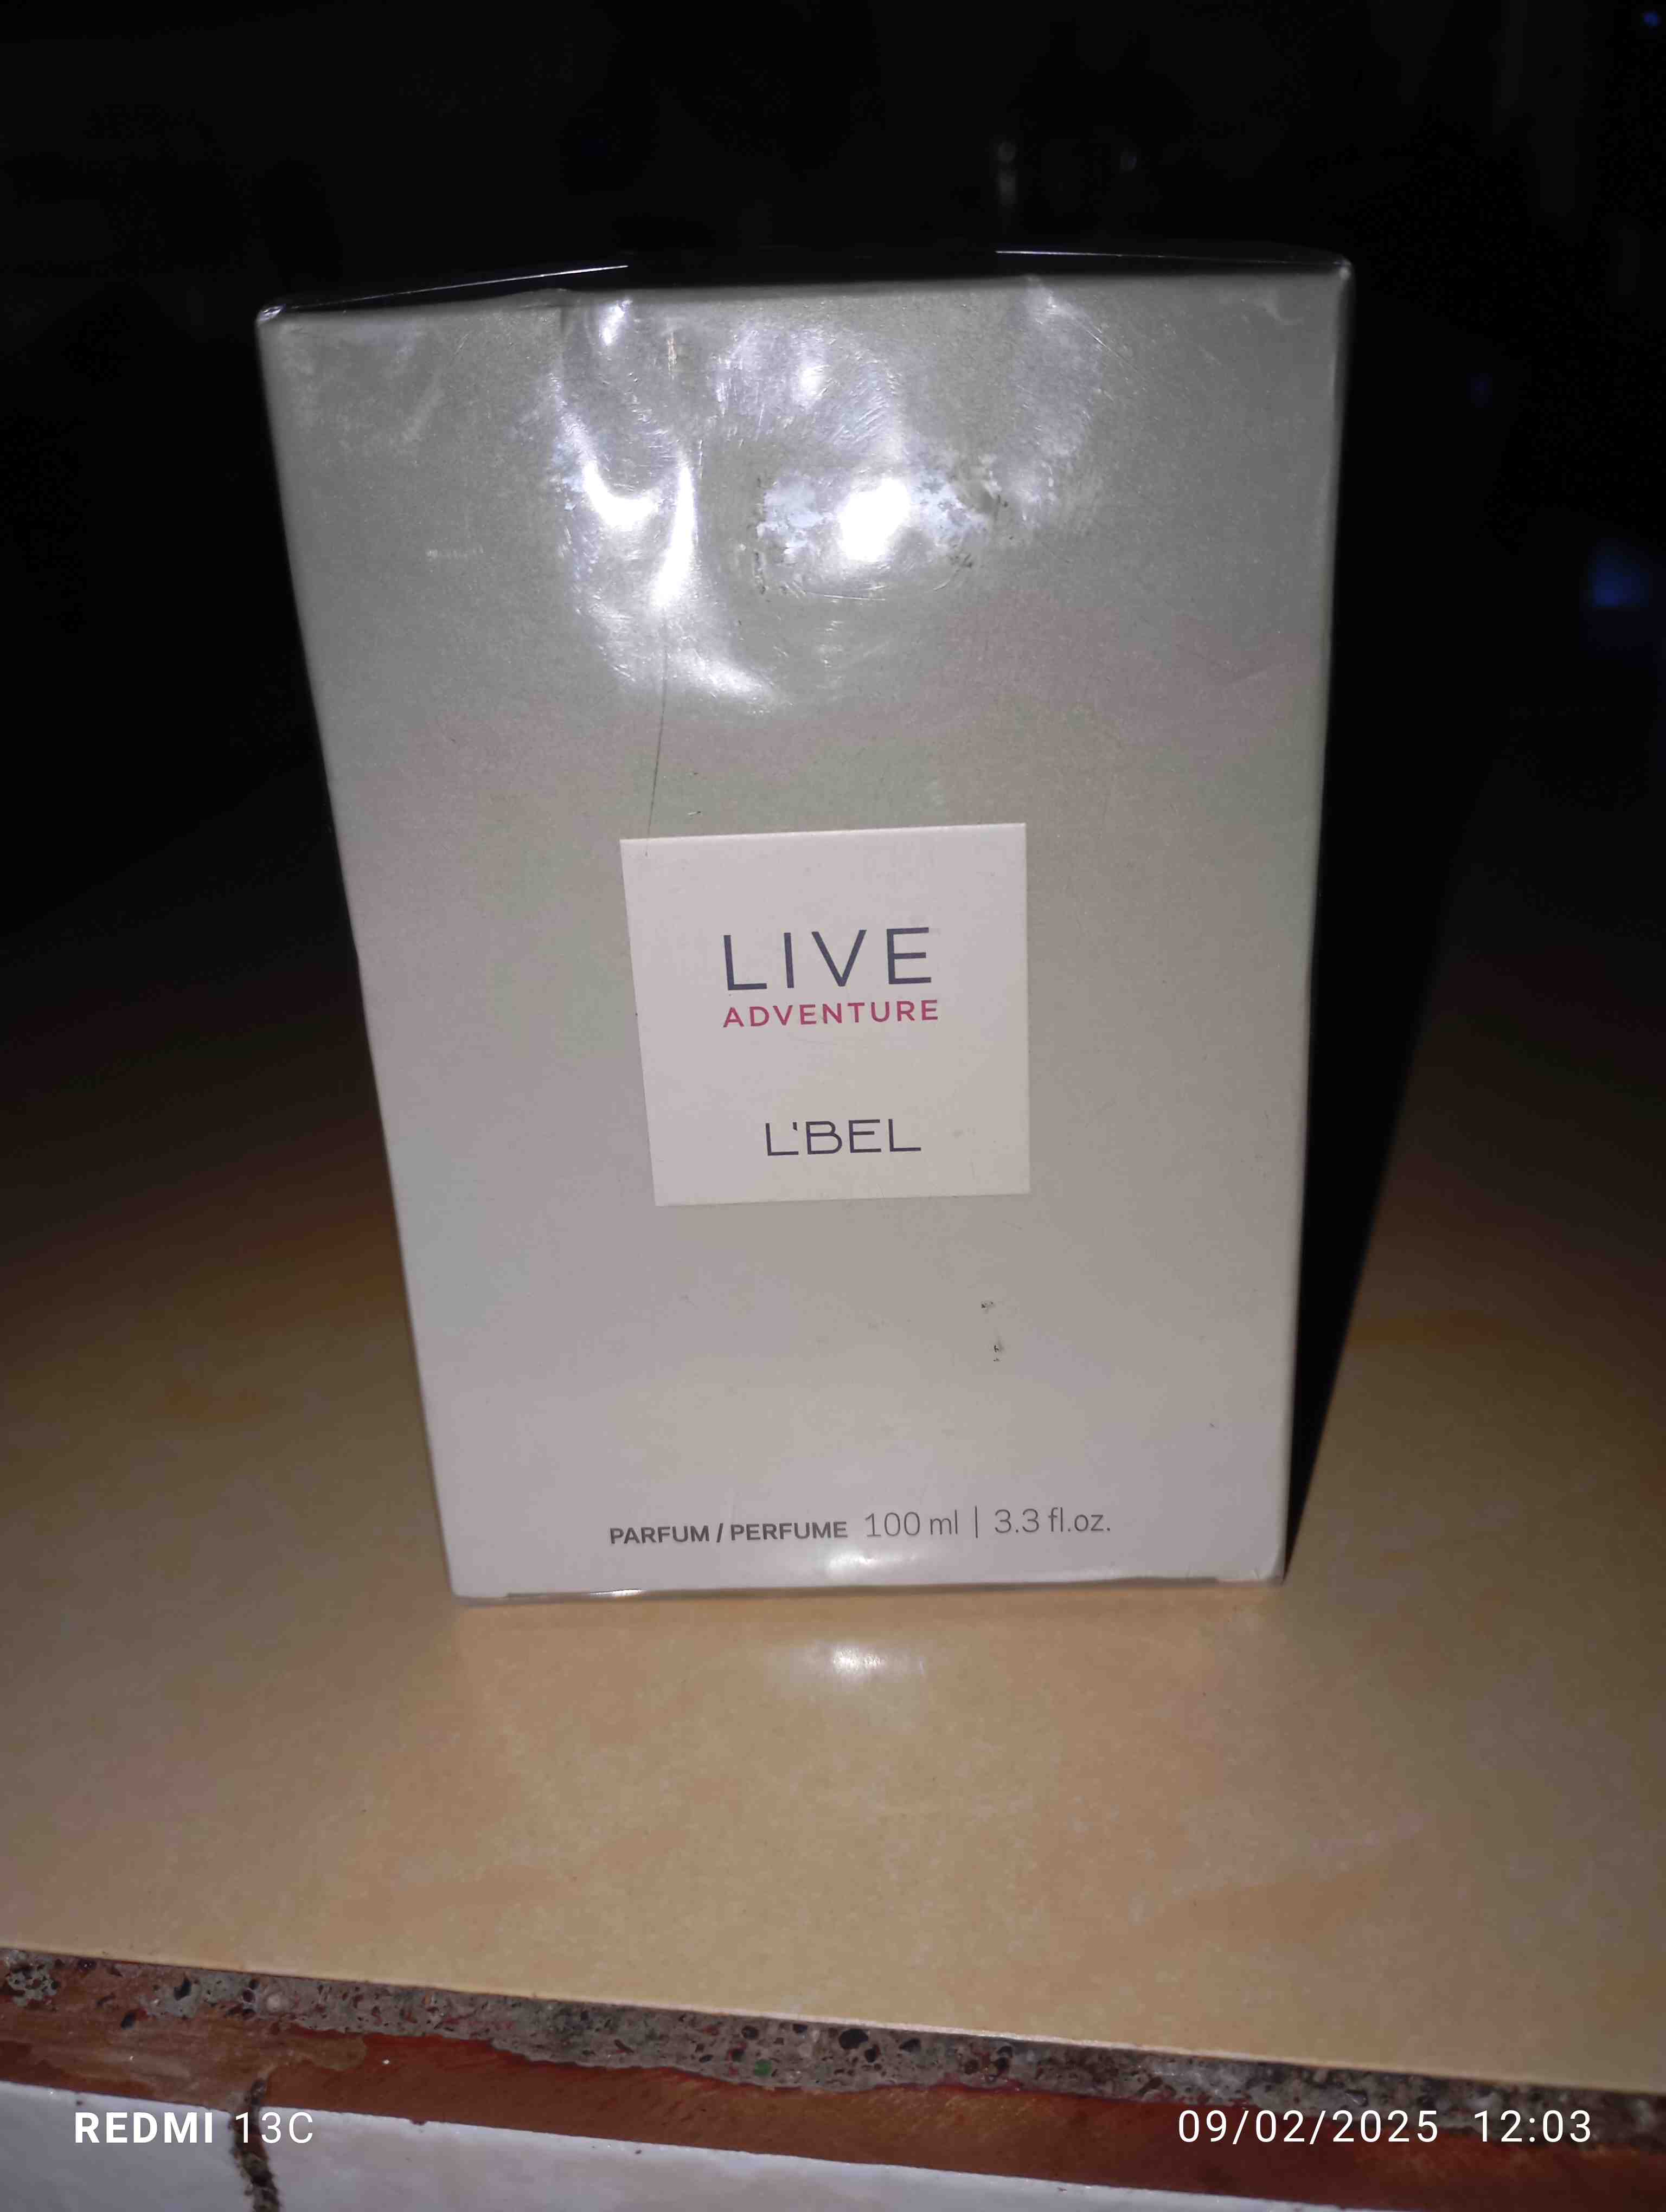 LIVE
ADVENTURE
L'BEL
PARFUM / PERFUME 100 ml | 3.3 fl.oz.
REDMI 13C
09/02/2025 12:03